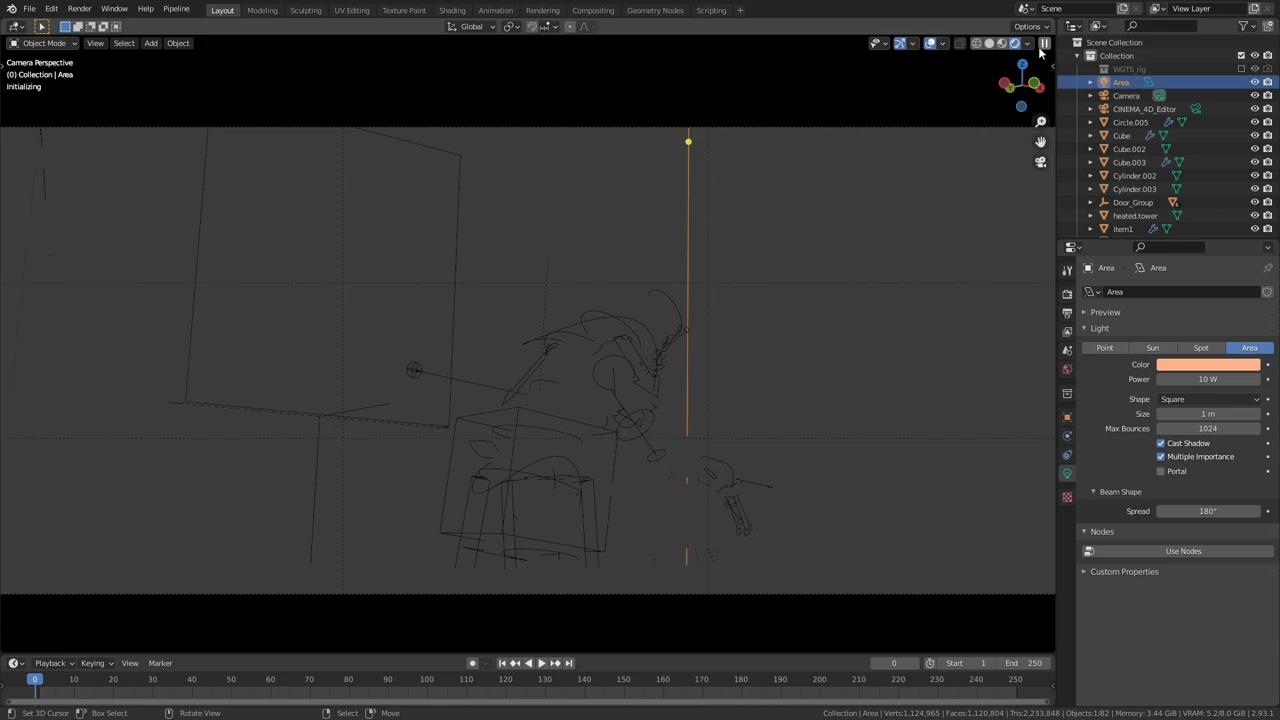 File Edit Render Window Help Pipeline
Layout Modeling Sculpting UV Editing Texture Paint Shading Animation Rendering Compositing Geometry Nodes Scripting +
Scene
View Layer
Global
Options
Object Mode View Select Add Object
Camera Perspective
(0) Collection | Area
Initializing
Z
Y
Scene Collection
Collection
WGTS_rig
Area
Camera
CINEMA_4D_Editor
Circle.005
Cube
Cube.002
Cube.003
Cylinder.002
Cylinder.003
Door_Group
heated.tower
item1
Area Area
Area
Preview
Light
Point Sun Spot Area
Color
Power 10 W
Shape Square
Size 1 m
Max Bounces 1024
Cast Shadow
Multiple Importance
Portal
Beam Shape
Spread 180°
Nodes
Use Nodes
Custom Properties
Playback Keying View Marker
0 Start 1 End 250
0 10 20 30 40 50 60 70 80 90 100 110 120 130 140 150 160 170 180 190 200 210 220 230 240 250
Set 3D Cursor Box Select Rotate View Select Move
Collection | Area | Verts:1,124,965 | Faces:1,120,804 | Tris:2,233,848 | Objects:1/82 | Memory: 3.44 GiB | VRAM: 5.2/8.0 GiB | 2.93.1